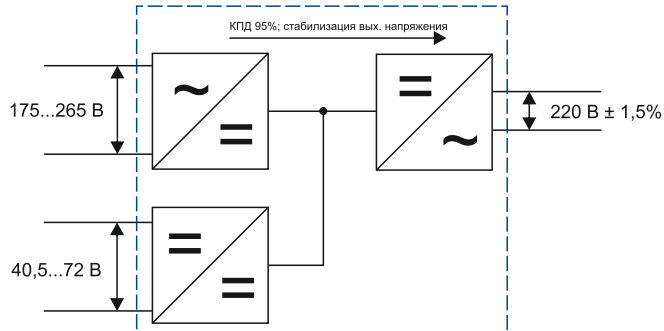 КПД 95%; стабилизация вых. напряжения
175...265 В
220 В ± 1,5%
40,5...72 В